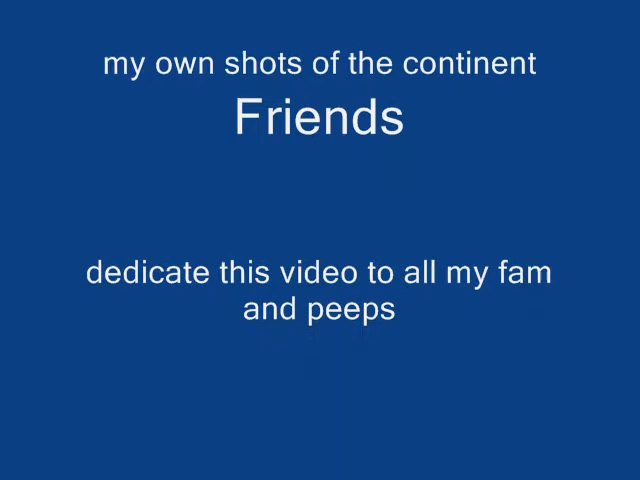 my own shots of the continent
Friends
dedicate this video to all my fam
and peeps